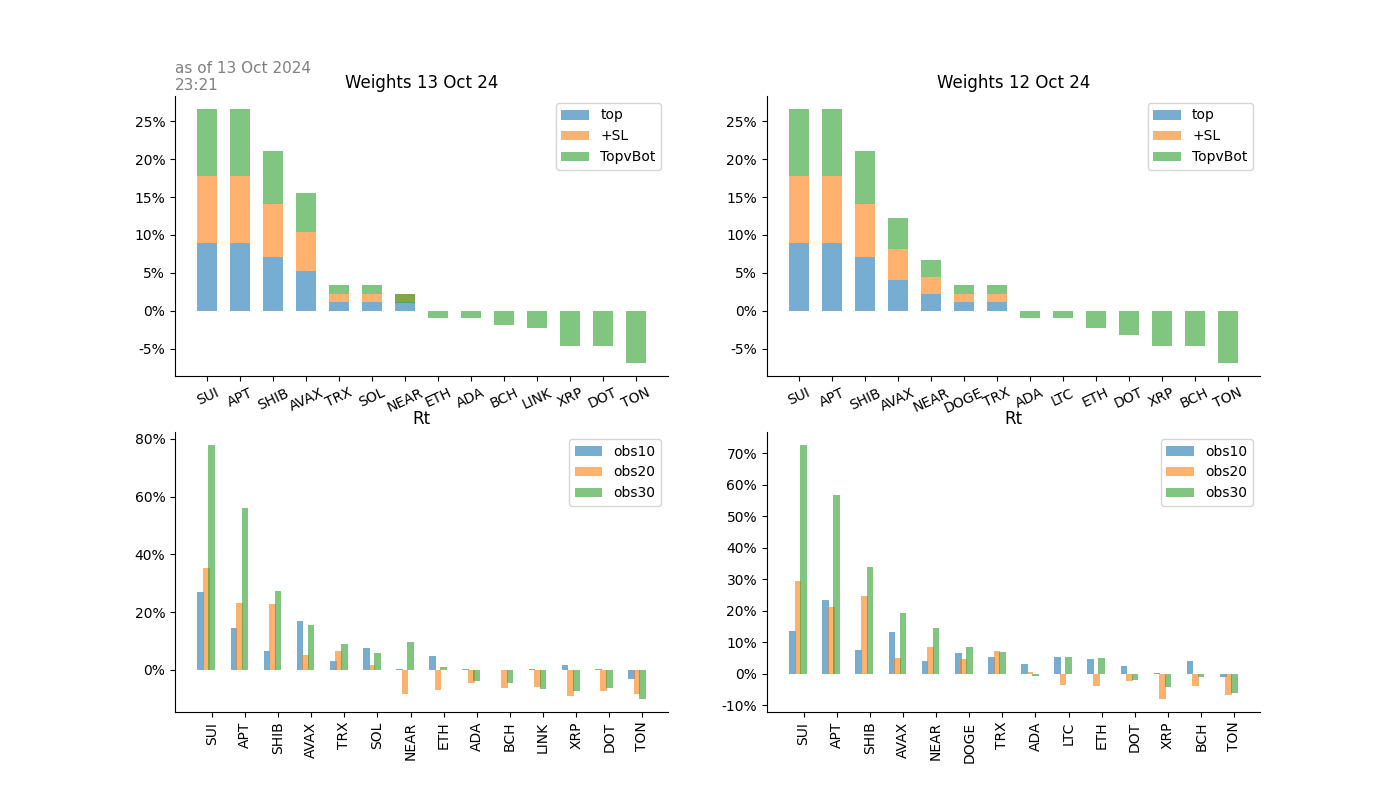 as of 13 Oct 2024
23:21
Weights 13 Oct 24
25%
20%
15%
10%
5%
0%
-5%
top
+SL
TopvBot
SUI APT SHIB AVAX TRX SOL NEAR ETH ADA BCH LINK XRP DOT TON
Weights 12 Oct 24
25%
20%
15%
10%
5%
0%
-5%
top
+SL
TopvBot
SUI APT SHIB AVAX NEAR DOGE TRX ADA LTC ETH DOT XRP BCH TON
Rt
80%
60%
40%
20%
0%
obs10
obs20
obs30
SUI APT SHIB AVAX TRX SOL NEAR ETH ADA BCH LINK XRP DOT TON
Rt
70%
60%
50%
40%
30%
20%
10%
0%
-10%
obs10
obs20
obs30
SUI APT SHIB AVAX NEAR DOGE TRX ADA LTC ETH DOT XRP BCH TON